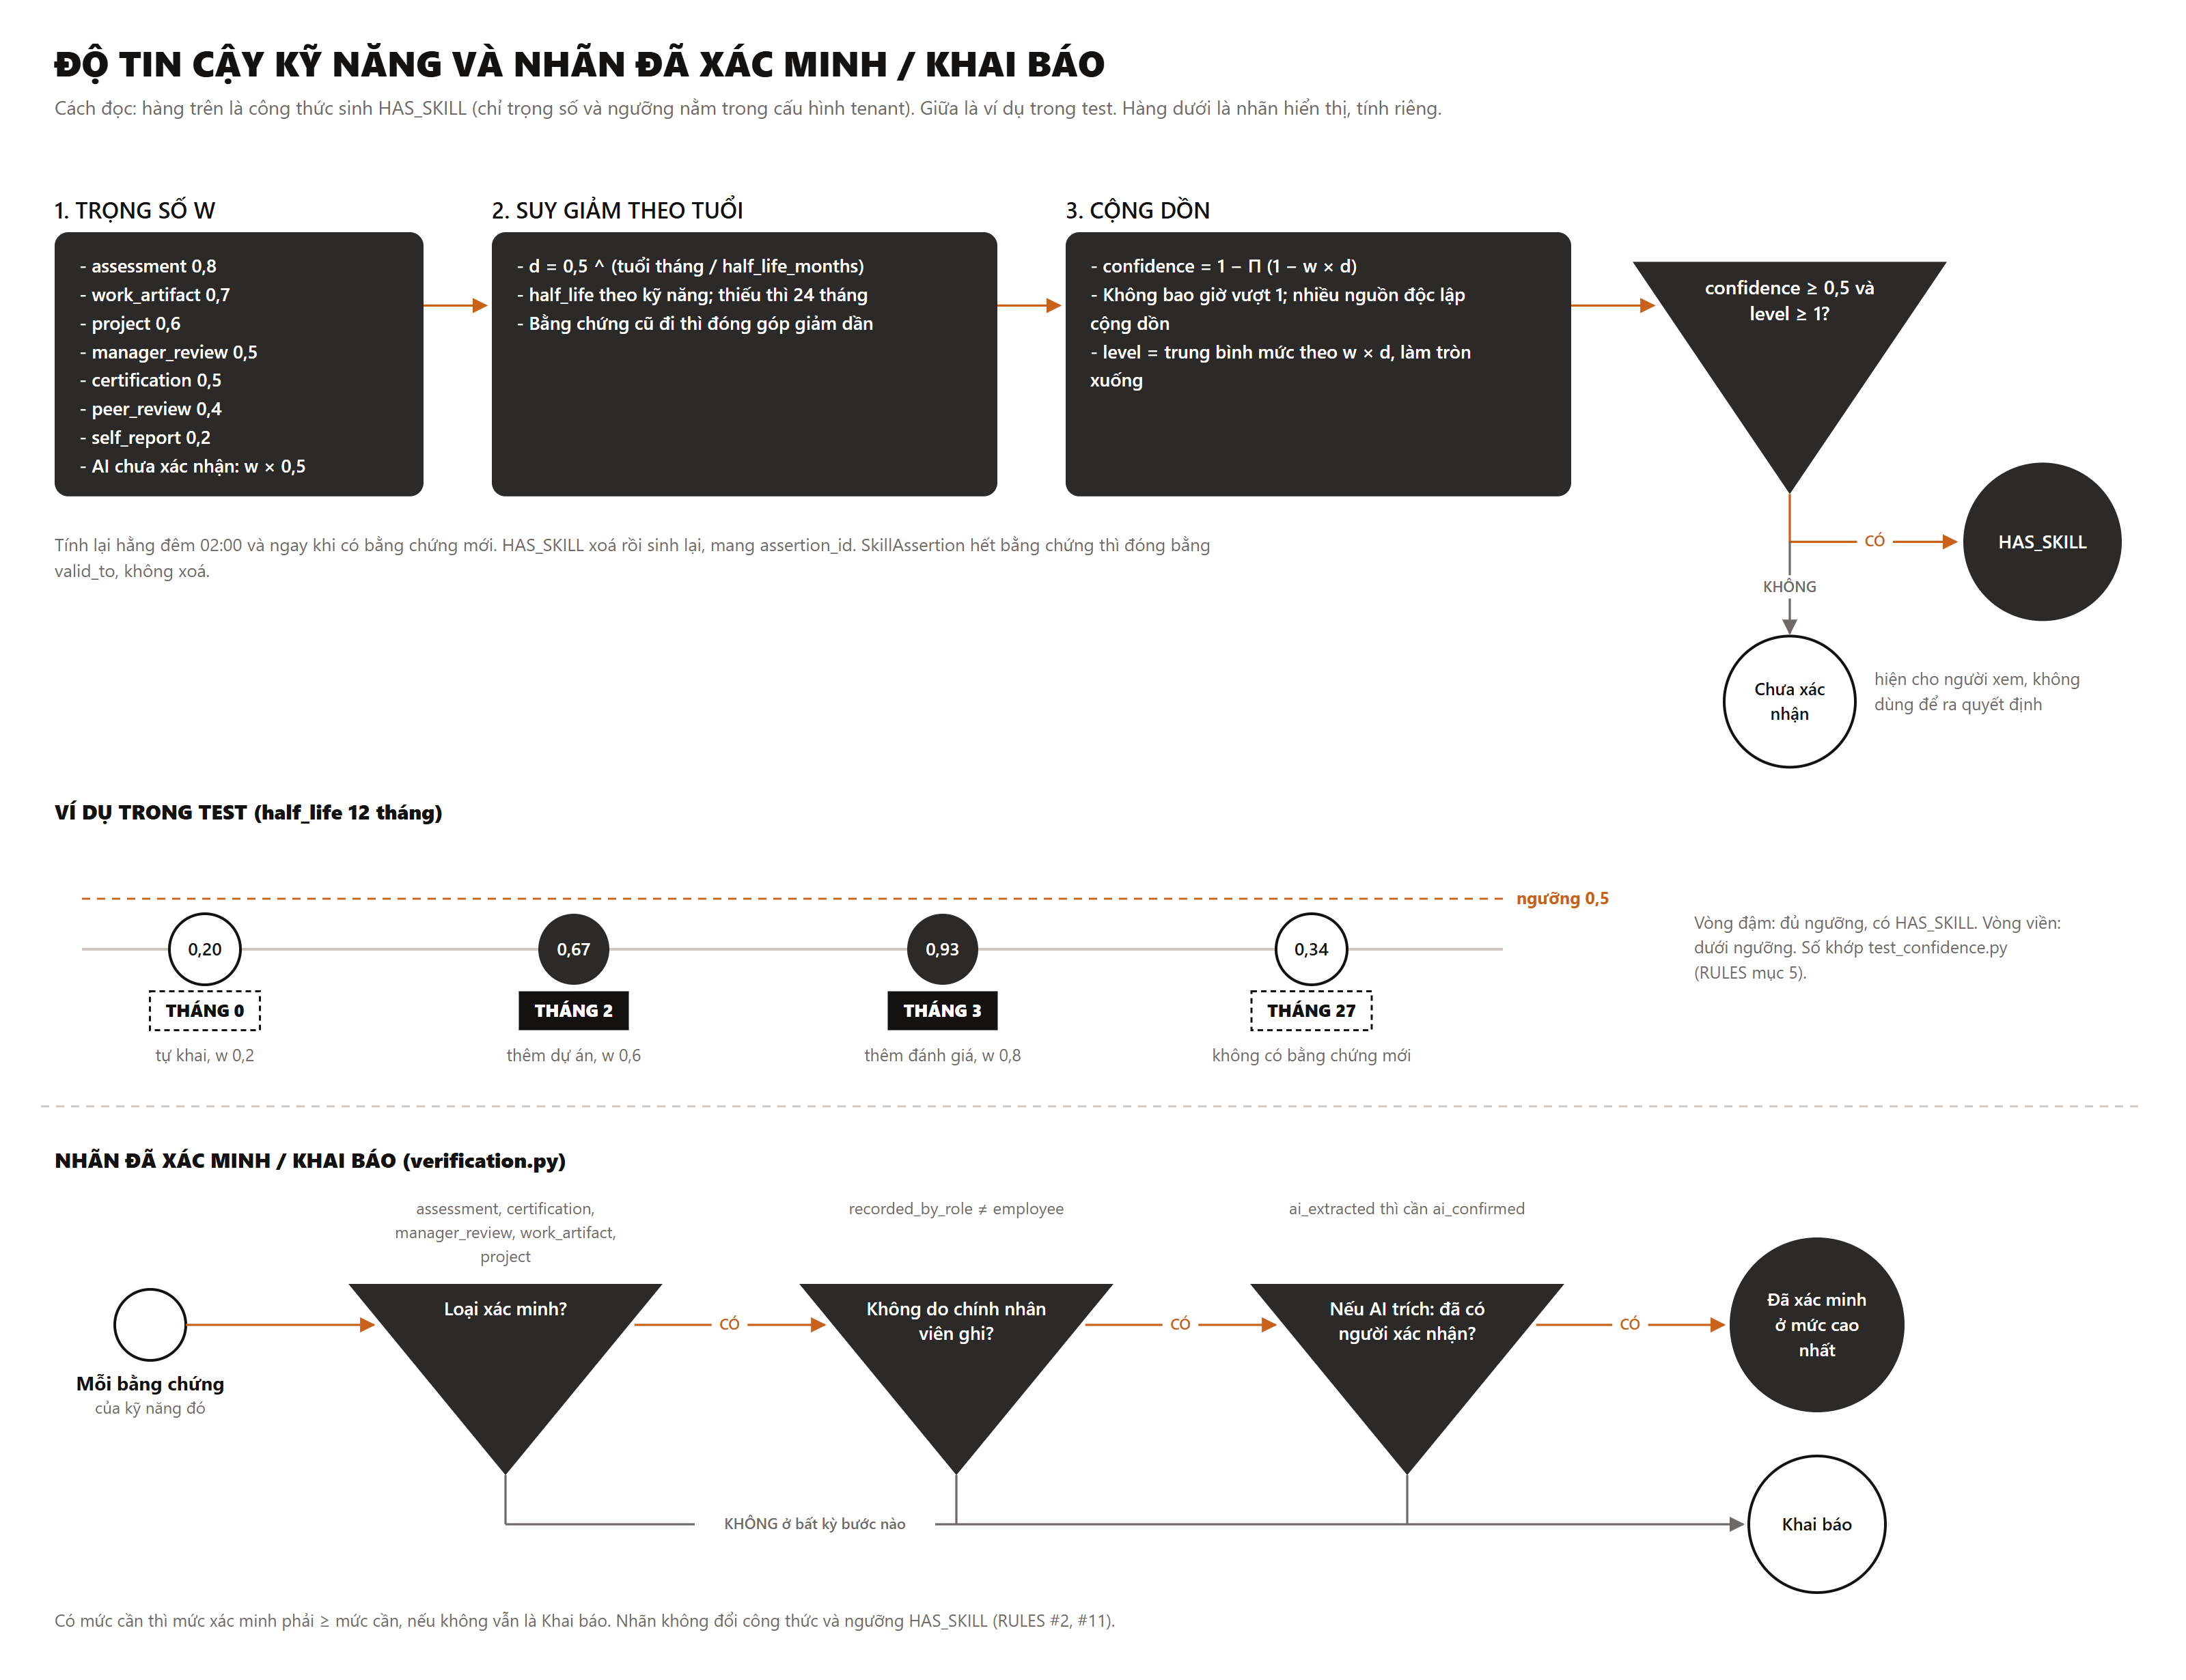 ĐỘ TIN CẬY KỸ NĂNG VÀ NHÃN ĐÃ XÁC MINH / KHAI BÁO
Cách đọc: hàng trên là công thức sinh HAS_SKILL (chỉ trọng số và ngưỡng nằm trong cấu hình tenant). Giữa là ví dụ trong test. Hàng dưới là nhãn hiển thị, tính riêng.
1. TRỌNG SỐ W
- assessment 0,8
- work_artifact 0,7
- project 0,6
- manager_review 0,5
- certification 0,5
- peer_review 0,4
- self_report 0,2
- AI chưa xác nhận: w × 0,5
2. SUY GIẢM THEO TUỔI
- d = 0,5 ^ (tuổi tháng / half_life_months)
- half_life theo kỹ năng; thiếu thì 24 tháng
- Bằng chứng cũ đi thì đóng góp giảm dần
3. CỘNG DỒN
- confidence = 1 − Π (1 − w × d)
- Không bao giờ vượt 1; nhiều nguồn độc lập
cộng dồn
- level = trung bình mức theo w × d, làm tròn
xuống
confidence ≥ 0,5 và
level ≥ 1?
CÓ
HAS_SKILL
KHÔNG
Chưa xác
nhận
hiện cho người xem, không
dùng để ra quyết định
Tính lại hằng đêm 02:00 và ngay khi có bằng chứng mới. HAS_SKILL xoá rồi sinh lại, mang assertion_id. SkillAssertion hết bằng chứng thì đóng bằng
valid_to, không xoá.
VÍ DỤ TRONG TEST (half_life 12 tháng)
ngưỡng 0,5
0,20
0,67
0,93
0,34
THÁNG 0
THÁNG 2
THÁNG 3
THÁNG 27
tự khai, w 0,2
thêm dự án, w 0,6
thêm đánh giá, w 0,8
không có bằng chứng mới
Vòng đậm: đủ ngưỡng, có HAS_SKILL. Vòng viền:
dưới ngưỡng. Số khớp test_confidence.py
(RULES mục 5).
NHÃN ĐÃ XÁC MINH / KHAI BÁO (verification.py)
assessment, certification,
manager_review, work_artifact,
project
recorded_by_role ≠ employee
ai_extracted thì cần ai_confirmed
Mỗi bằng chứng
của kỹ năng đó
Loại xác minh?
CÓ
Không do chính nhân
viên ghi?
CÓ
Nếu AI trích: đã có
người xác nhận?
CÓ
Đã xác minh
ở mức cao
nhất
KHÔNG ở bất kỳ bước nào
Khai báo
Có mức cần thì mức xác minh phải ≥ mức cần, nếu không vẫn là Khai báo. Nhãn không đổi công thức và ngưỡng HAS_SKILL (RULES #2, #11).